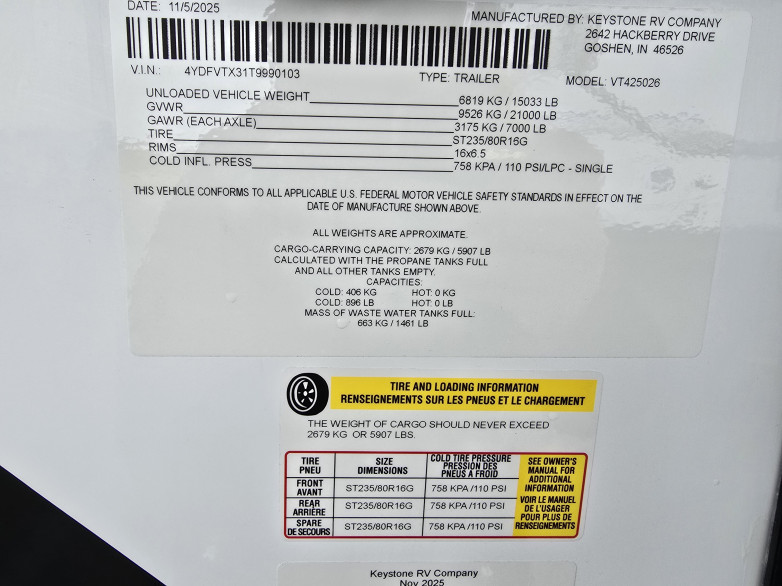 DATE: 11/5/2025
MANUFACTURED BY: KEYSTONE RV COMPANY
2642 HACKBERRY DRIVE
GOSHEN, IN 46526
V.I.N.: 4YDFVTX31T9990103 TYPE: TRAILER MODEL: VT425026
UNLOADED VEHICLE WEIGHT 6819 KG / 15033 LB
GVWR 9526 KG / 21000 LB
GAWR (EACH AXLE) 3175 KG / 7000 LB
TIRE ST235/80R16G
RIMS 16x6.5
COLD INFL. PRESS 758 KPA / 110 PSI/LPC - SINGLE
THIS VEHICLE CONFORMS TO ALL APPLICABLE U.S. FEDERAL MOTOR VEHICLE SAFETY STANDARDS IN EFFECT ON THE
DATE OF MANUFACTURE SHOWN ABOVE.
ALL WEIGHTS ARE APPROXIMATE.
CARGO-CARRYING CAPACITY: 2679 KG / 5907 LB
CALCULATED WITH THE PROPANE TANKS FULL
AND ALL OTHER TANKS EMPTY.
CAPACITIES:
COLD: 406 KG HOT: 0 KG
COLD: 896 LB HOT: 0 LB
MASS OF WASTE WATER TANKS FULL:
663 KG / 1461 LB
TIRE AND LOADING INFORMATION
RENSEIGNEMENTS SUR LES PNEUS ET LE CHARGEMENT
THE WEIGHT OF CARGO SHOULD NEVER EXCEED
2679 KG OR 5907 LBS.
TIRE
PNEU
SIZE
DIMENSIONS
COLD TIRE PRESSURE
PRESSION DES
PNEUS A FROID
SEE OWNER'S
MANUAL FOR
ADDITIONAL
INFORMATION
VOIR LE MANUEL
DE L'USAGER
POUR PLUS DE
RENSEIGNEMENTS
FRONT
AVANT
ST235/80R16G
758 KPA /110 PSI
REAR
ARRIÈRE
ST235/80R16G
758 KPA /110 PSI
SPARE
DE SECOURS
ST235/80R16G
758 KPA /110 PSI
Keystone RV Company
Nov 2025